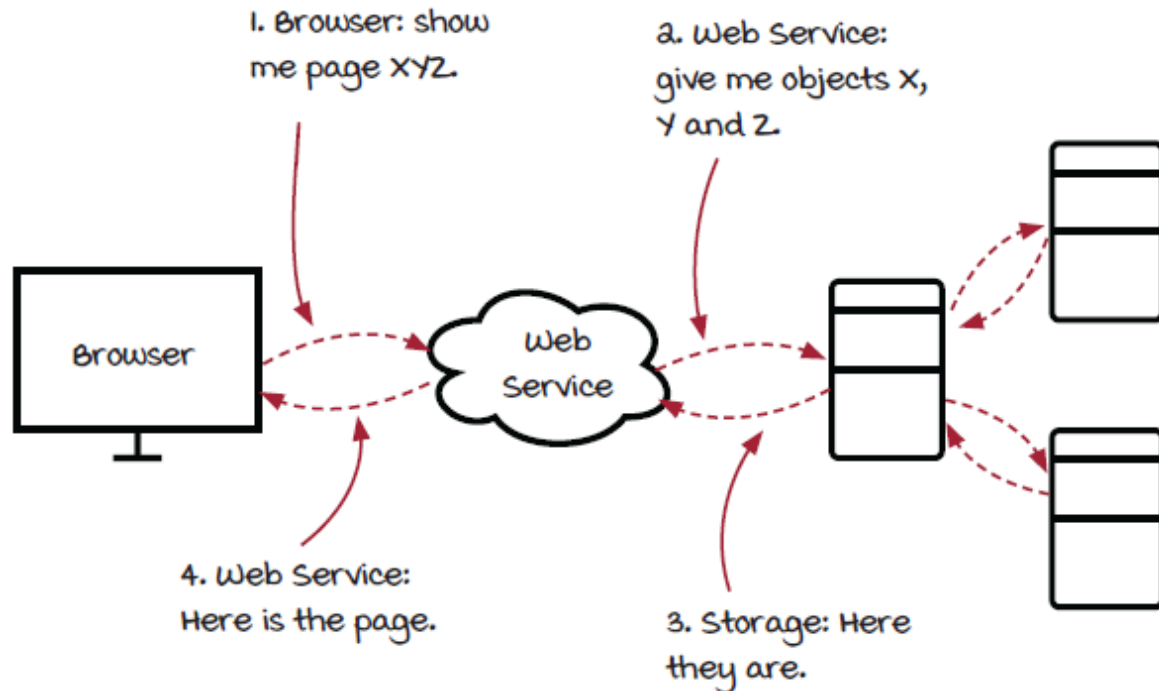 1. Browser: show
me page XYZ.
2. Web Service:
give me objects X,
Y and Z.
Browser
Web
Service
4. Web Service:
Here is the page.
3. Storage: Here
they are.